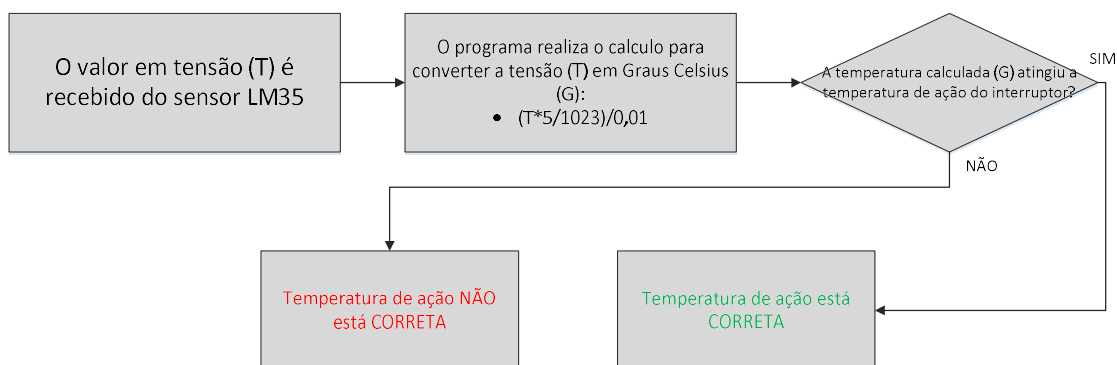 O valor em tensão (T) é
recebido do sensor LM35
O programa realiza o calculo para
converter a tensão (T) em Graus Celsius
(G):
• (T*5/1023)/0,01
A temperatura calculada (G) atingiu a
temperatura de ação do interruptor?
SIM
NÃO
Temperatura de ação NÃO
está CORRETA
Temperatura de ação está
CORRETA